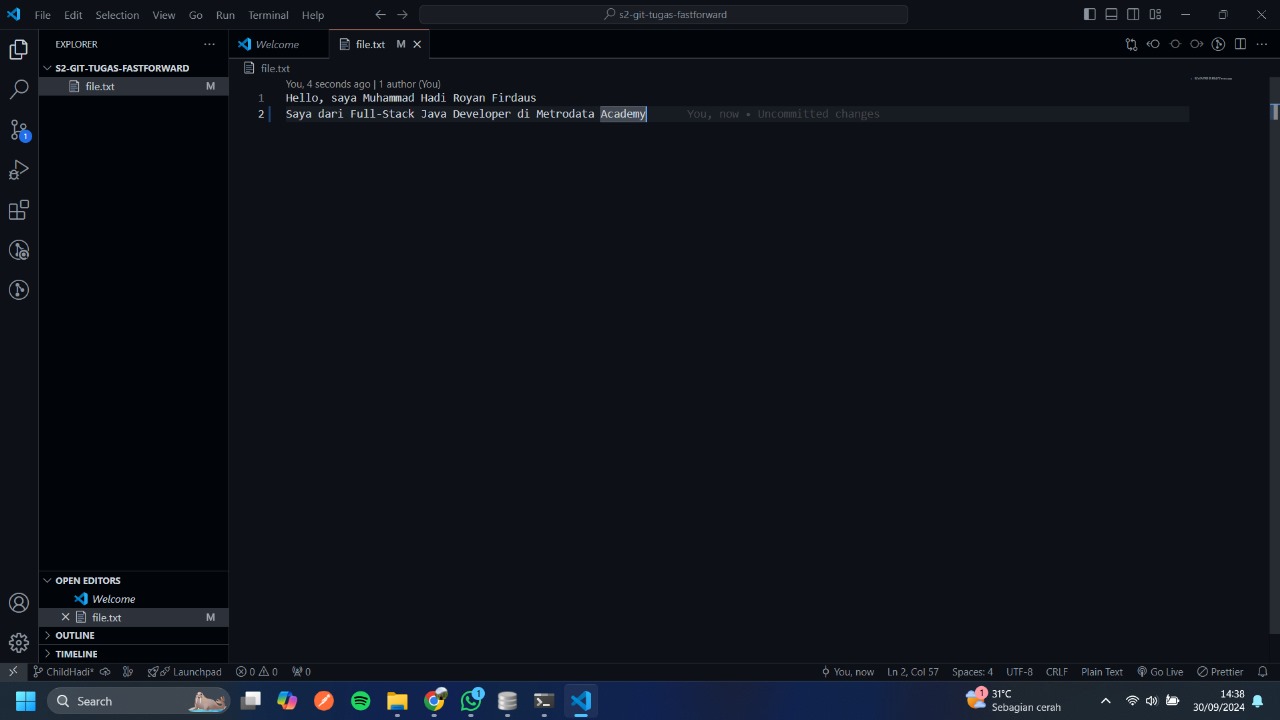 File Edit Selection View Go Run Terminal Help
s2-git-tugas-fastforward
EXPLORER
S2-GIT-TUGAS-FASTFORWARD
file.txt M
OPEN EDITORS
Welcome
file.txt M
OUTLINE
TIMELINE
Welcome
file.txt M
file.txt
You, 4 seconds ago | 1 author (You)
1 Hello, saya Muhammad Hadi Royan Firdaus
2 Saya dari Full-Stack Java Developer di Metrodata Academy You, now • Uncommitted changes
1
ChildHadi* Launchpad 0 0 0
You, now Ln 2, Col 57 Spaces: 4 UTF-8 CRLF Plain Text Go Live Prettier
Search
1
1
31°C
Sebagian cerah
14:38
30/09/2024